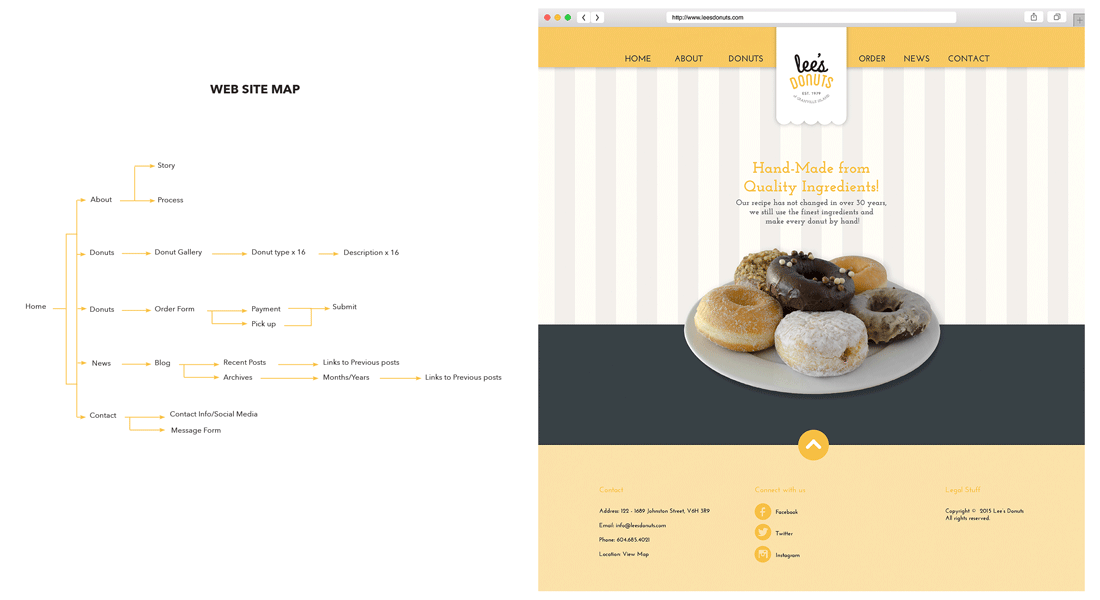 WEB SITE MAP
Story
About
Process
Donuts
Donut Gallery
Donut type x 16
Description x 16
Home
Donuts
Order Form
Payment
Submit
Pick up
News
Blog
Recent Posts
Links to Previous posts
Archives
Months/Years
Links to Previous posts
Contact
Contact Info/Social Media
Message Form
http://www.leesdonuts.com
HOME ABOUT DONUTS ORDER NEWS CONTACT
lee's
DONUTS
EST. 1979
Hand-Made from
Quality Ingredients!
Our recipe has not changed in over 30 years,
we still use the finest ingredients and
make every donut by hand!
Contact
Address: 122 - 1689 Johnston Street, V6H 3R9
Email: info@leesdonuts.com
Phone: 604.685.4021
Location: View Map
Connect with us
Facebook
Twitter
Instagram
Legal Stuff
Copyright © 2015 Lee's Donuts
All rights reserved.